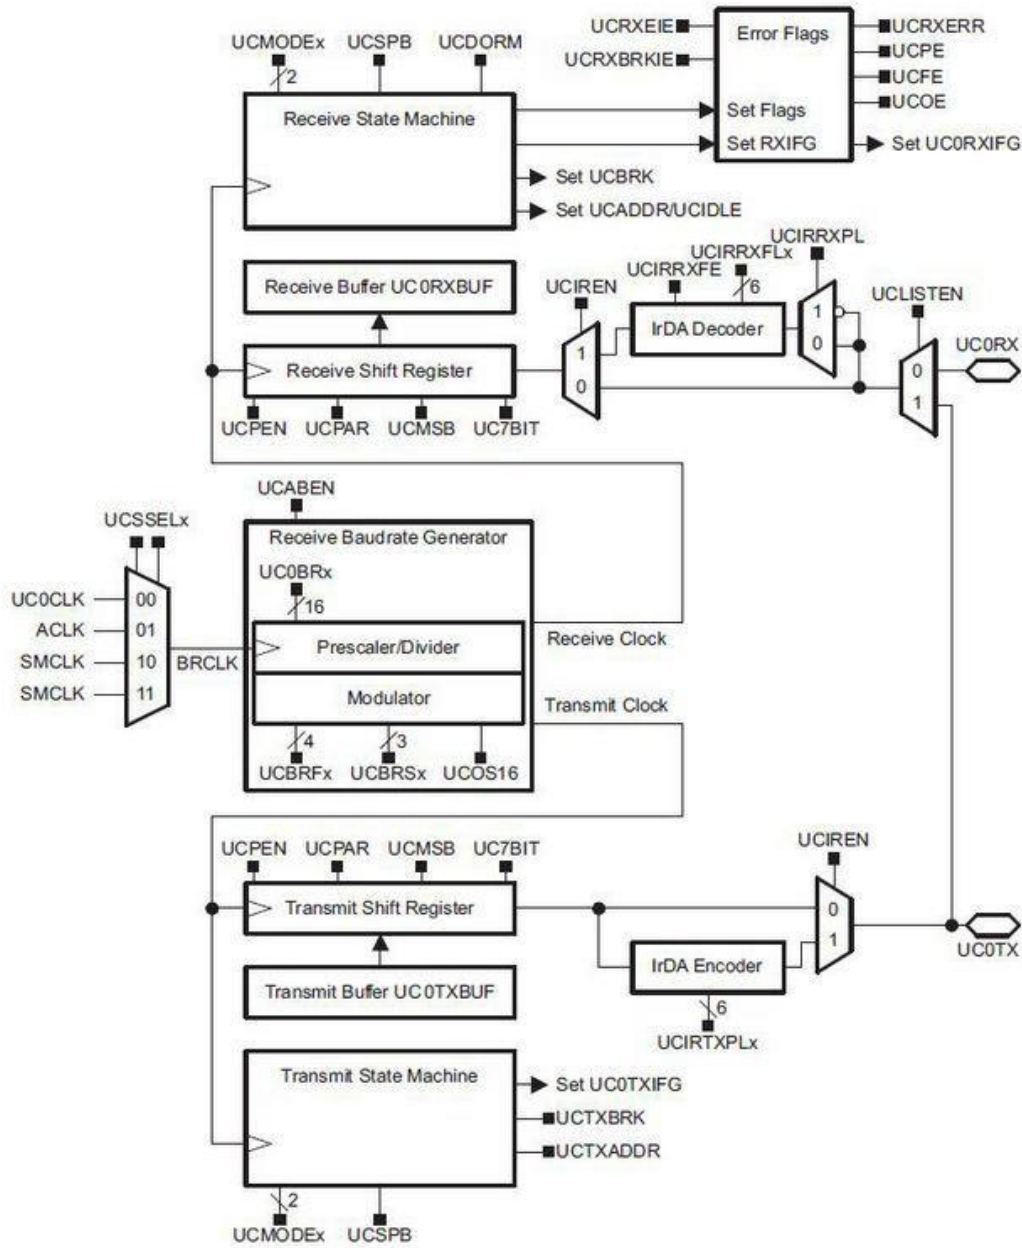 UCRXEIE
Error Flags
UCRXERR
UCMODEx
UCSPB
UCDORM
UCPE
UCRXBRKIE
2
UCFE
UCOE
Receive State Machine
Set Flags
Set RXIFG
Set UC0RXIFG
Set UCBRK
Set UCADDR/UCIDLE
UCIRRXPL
UCIRRXFLx
UCIRRXFE
Receive Buffer UC0RXBUF
UCIREN
6
UCLISTEN
IrDA Decoder
1
0
UC0RX
Receive Shift Register
1
0
0
1
UCPEN
UCPAR
UCMSB
UC7BIT
UCABEN
UCSSELx
Receive Baudrate Generator
UC0BRx
UC0CLK
00
16
ACLK
01
Prescaler/Divider
Receive Clock
SMCLK
10
BRCLK
SMCLK
11
Modulator
Transmit Clock
4
3
UCBRFx
UCBRSx
UCOS16
UCPEN
UCPAR
UCMSB
UC7BIT
UCIREN
Transmit Shift Register
0
1
UC0TX
IrDA Encoder
Transmit Buffer UC0TXBUF
6
UCIRTXPLx
Transmit State Machine
Set UC0TXIFG
UCTXBRK
UCTXADDR
2
UCMODEx
UCSPB